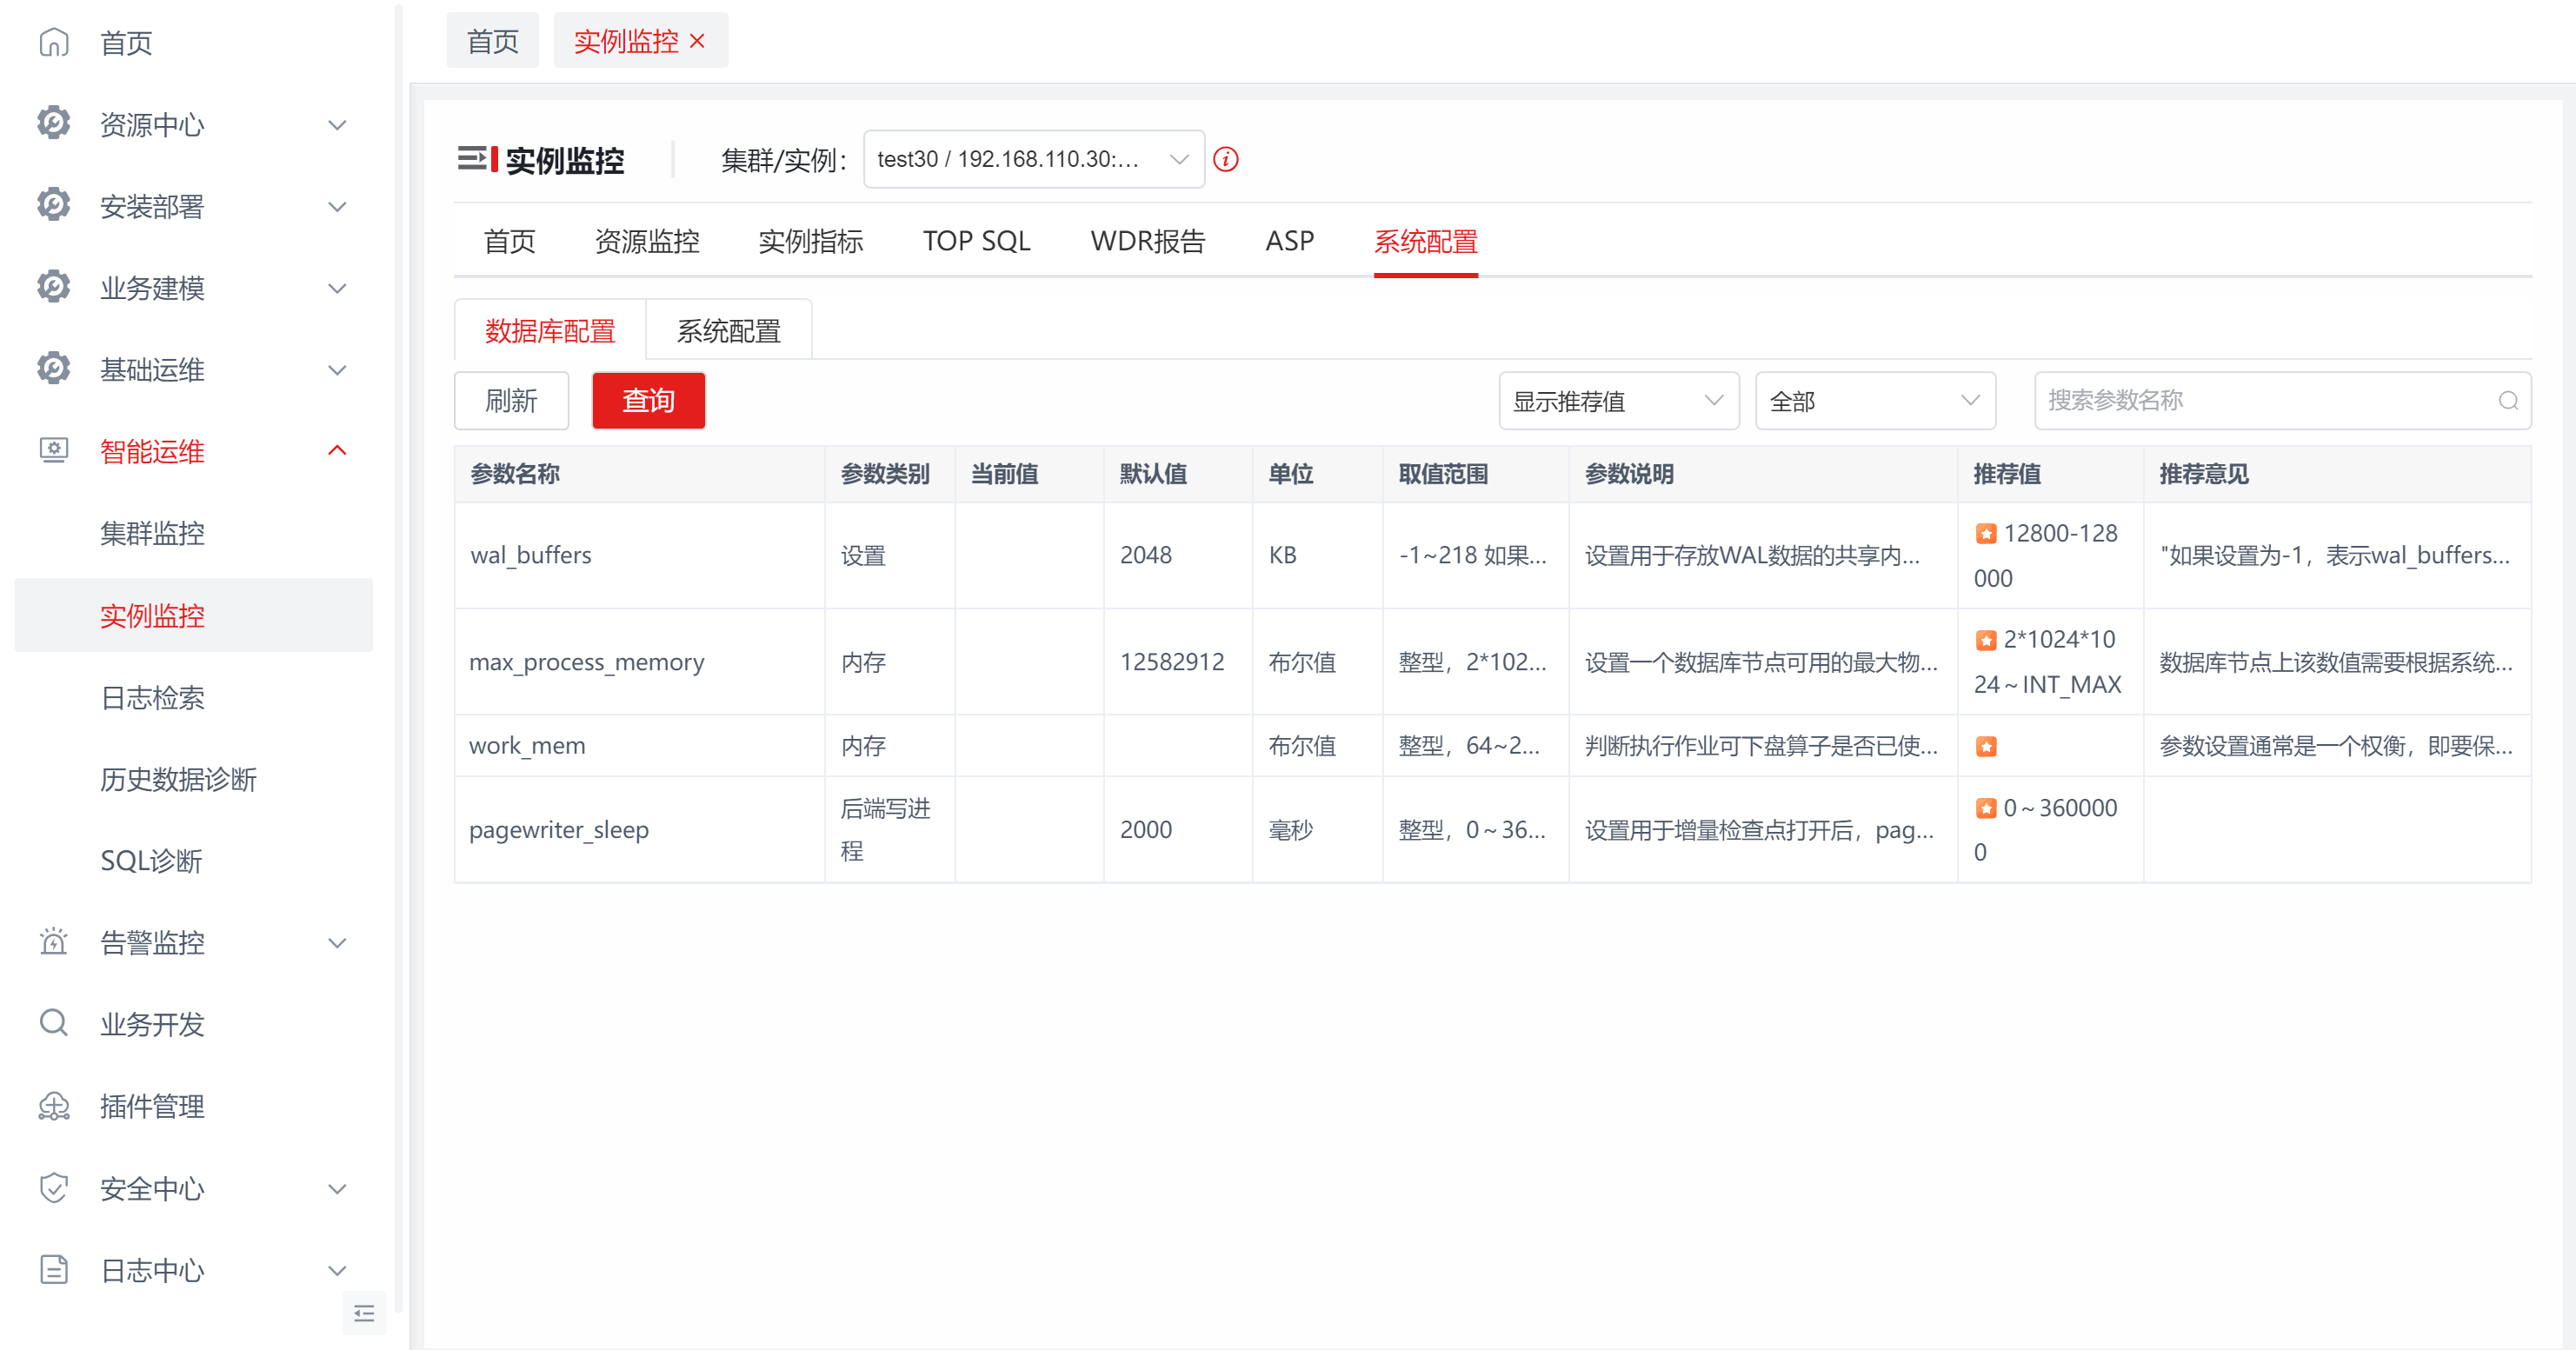 首页
资源中心
安装部署
业务建模
基础运维
智能运维
集群监控
实例监控
日志检索
历史数据诊断
SQL诊断
告警监控
业务开发
插件管理
安全中心
日志中心
首页 实例监控
实例监控 集群/实例: test30 / 192.168.110.30:...
首页 资源监控 实例指标 TOP SQL WDR报告 ASP 系统配置
数据库配置 系统配置
刷新 查询 显示推荐值 全部 搜索参数名称
参数名称 参数类别 当前值 默认值 单位 取值范围 参数说明 推荐值 推荐意见
wal_buffers 设置 2048 KB -1~218 如果... 设置用于存放WAL数据的共享内... 12800-128
000 "如果设置为-1，表示wal_buffers...
max_process_memory 内存 12582912 布尔值 整型，2*102... 设置一个数据库节点可用的最大物... 2*1024*10
24～INT_MAX 数据库节点上该数值需要根据系统...
work_mem 内存 布尔值 整型，64~2... 判断执行作业可下盘算子是否已使... 参数设置通常是一个权衡，即要保...
pagewriter_sleep 后端写进
程 2000 毫秒 整型，0～36... 设置用于增量检查点打开后，pag... 0～360000
0